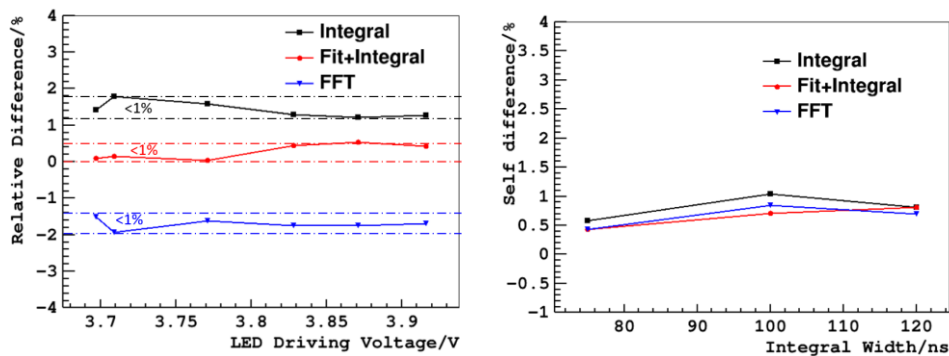 Relative Difference/%
4
3
2
1
0
−1
−2
−3
−4
Integral
Fit+Integral
FFT
<1%
<1%
<1%
3.7 3.75 3.8 3.85 3.9
LED Driving Voltage/V
Self difference/%
4
3.5
3
2.5
2
1.5
1
0.5
0
−0.5
−1
Integral
Fit+Integral
FFT
80 90 100 110 120
Integral Width/ns